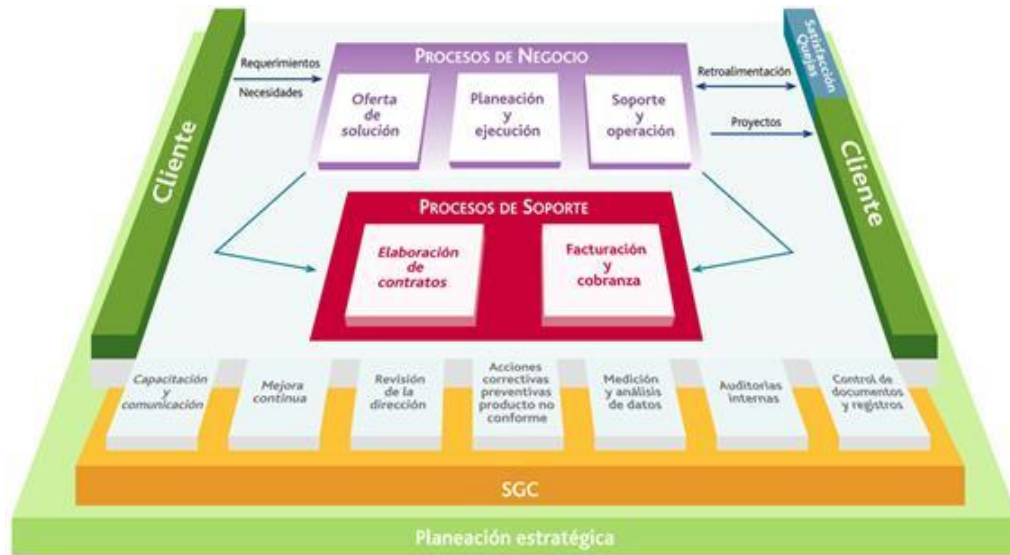 PROCESOS DE NEGOCIO
Requerimientos
Necesidades
Oferta
de
solución
Planeación
y
ejecución
Soporte
y
operación
Retroalimentación
Proyectos
Satisfacción
Quejas
Cliente
Cliente
PROCESOS DE SOPORTE
Elaboración
de
contratos
Facturación
y
cobranza
Capacitación
y
comunicación
Mejora
continua
Revisión
de la
dirección
Acciones
correctivas
preventivas
producto no
conforme
Medición
y análisis
de datos
Auditorias
internas
Control de
documentos
y registros
SGC
Planeación estratégica